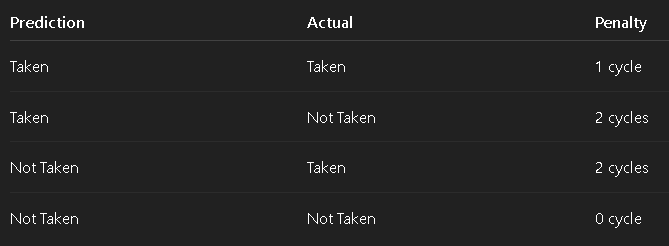 Prediction Actual Penalty
Taken Taken 1 cycle
Taken Not Taken 2 cycles
Not Taken Taken 2 cycles
Not Taken Not Taken 0 cycle